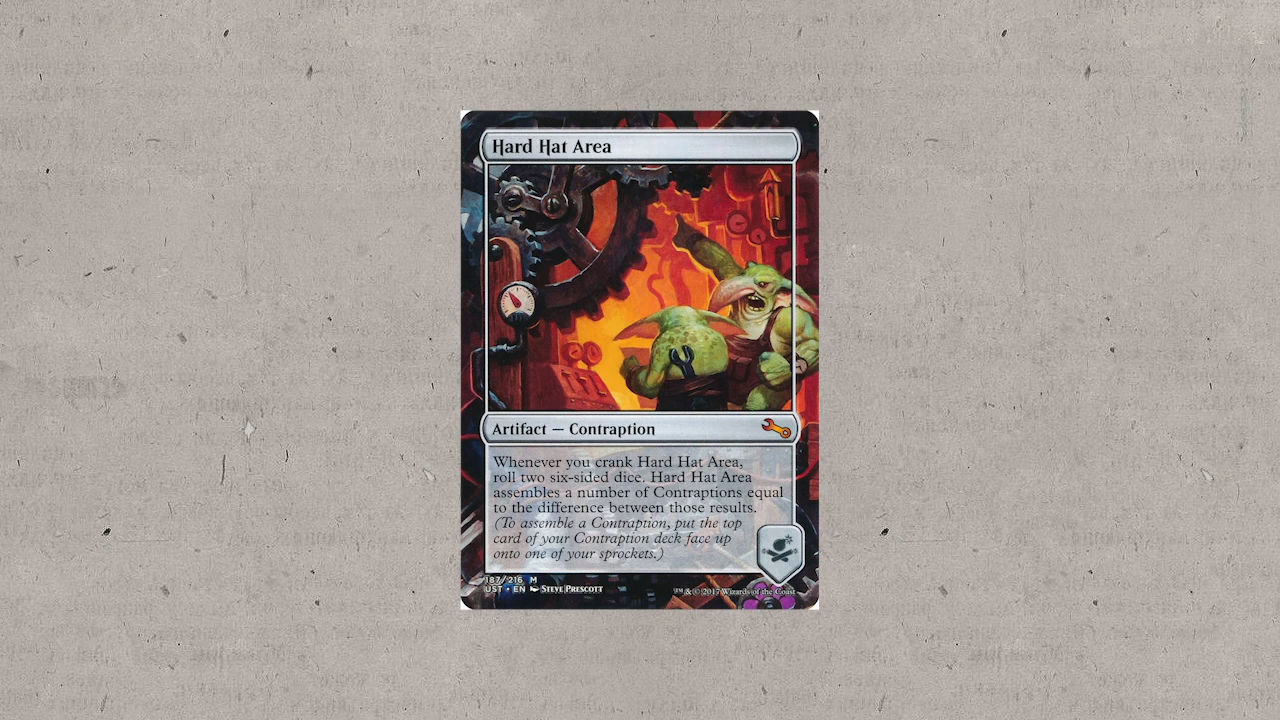 Hard Hat Area
Artifact — Contraption
Whenever you crank Hard Hat Area,
roll two six-sided dice. Hard Hat Area
assembles a number of Contraptions equal
to the difference between those results.
(To assemble a Contraption, put the top
card of your Contraption deck face up
onto one of your sprockets.)
187/216 M
UST • EN Steve Prescott
™ & © 2017 Wizards of the Coast